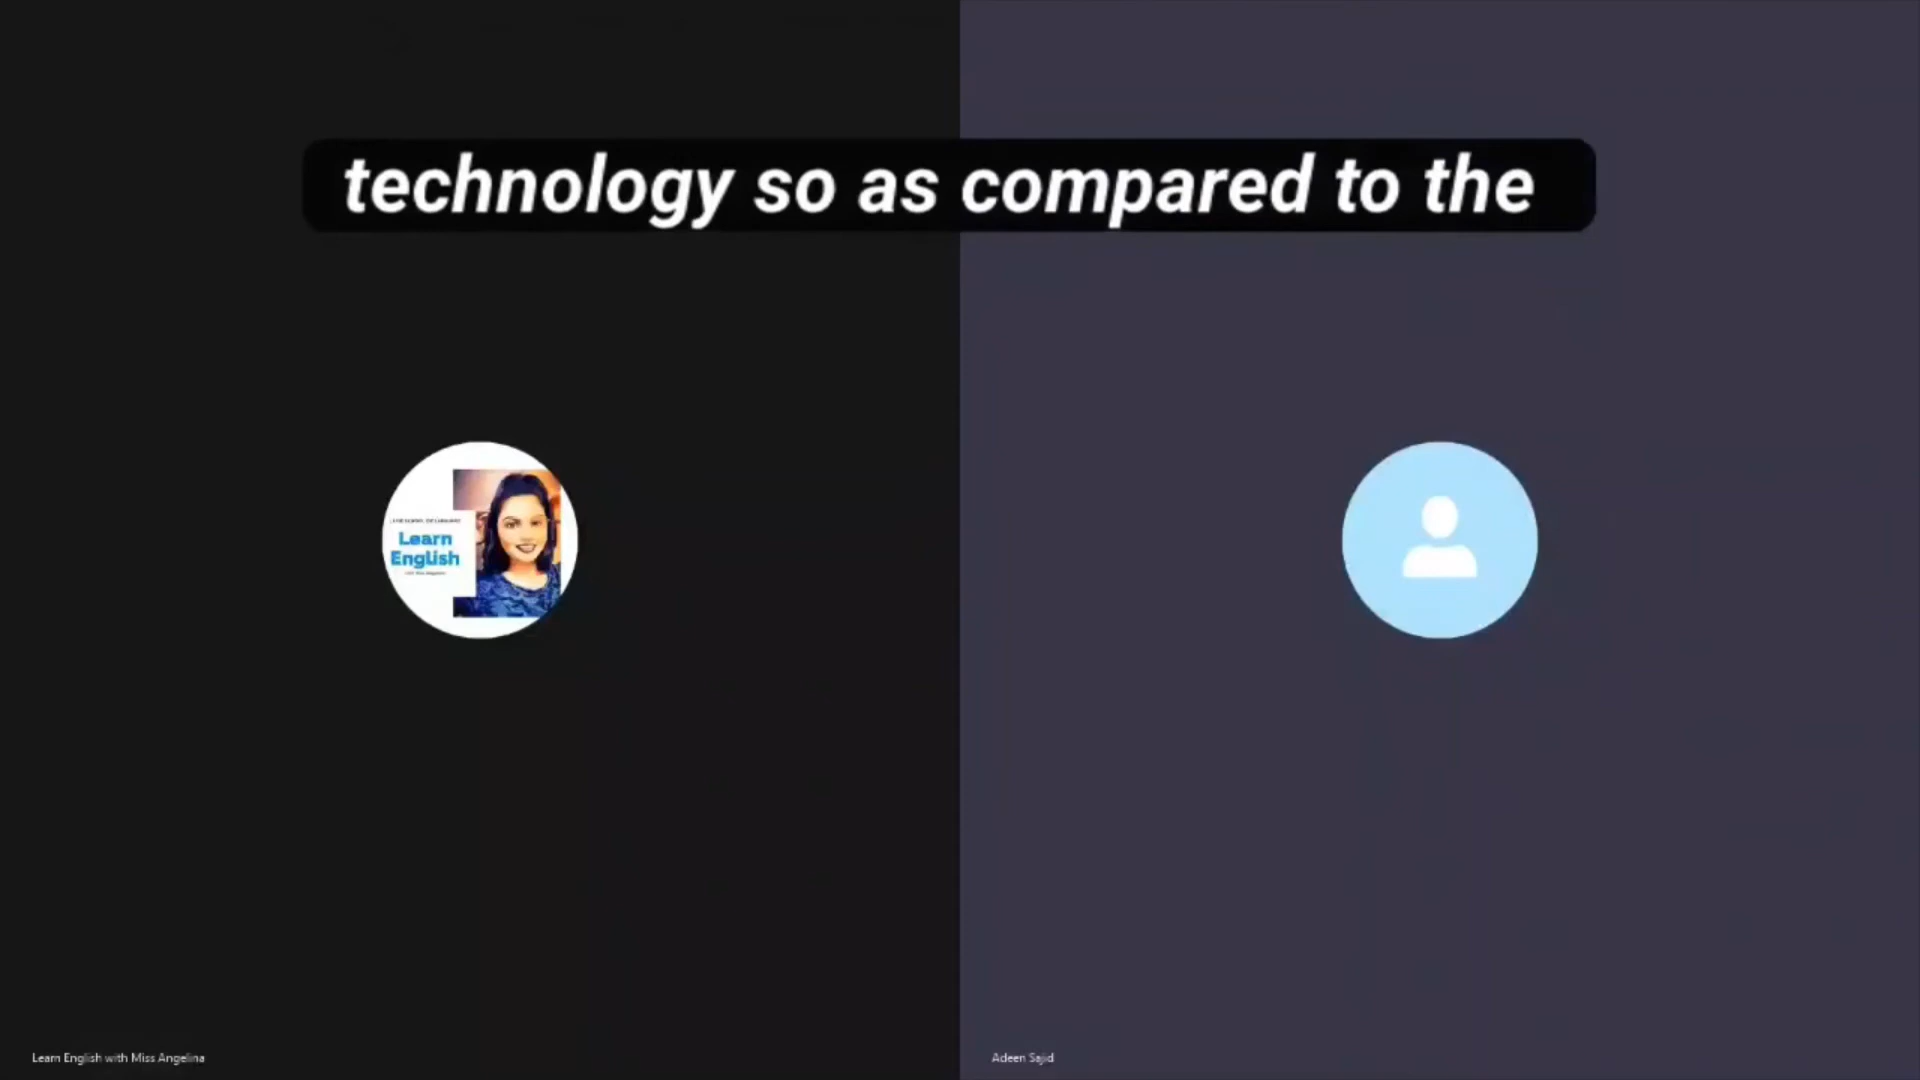 technology so as compared to the
Learn
English
Learn English with Miss Angelina
Adeen Sajid